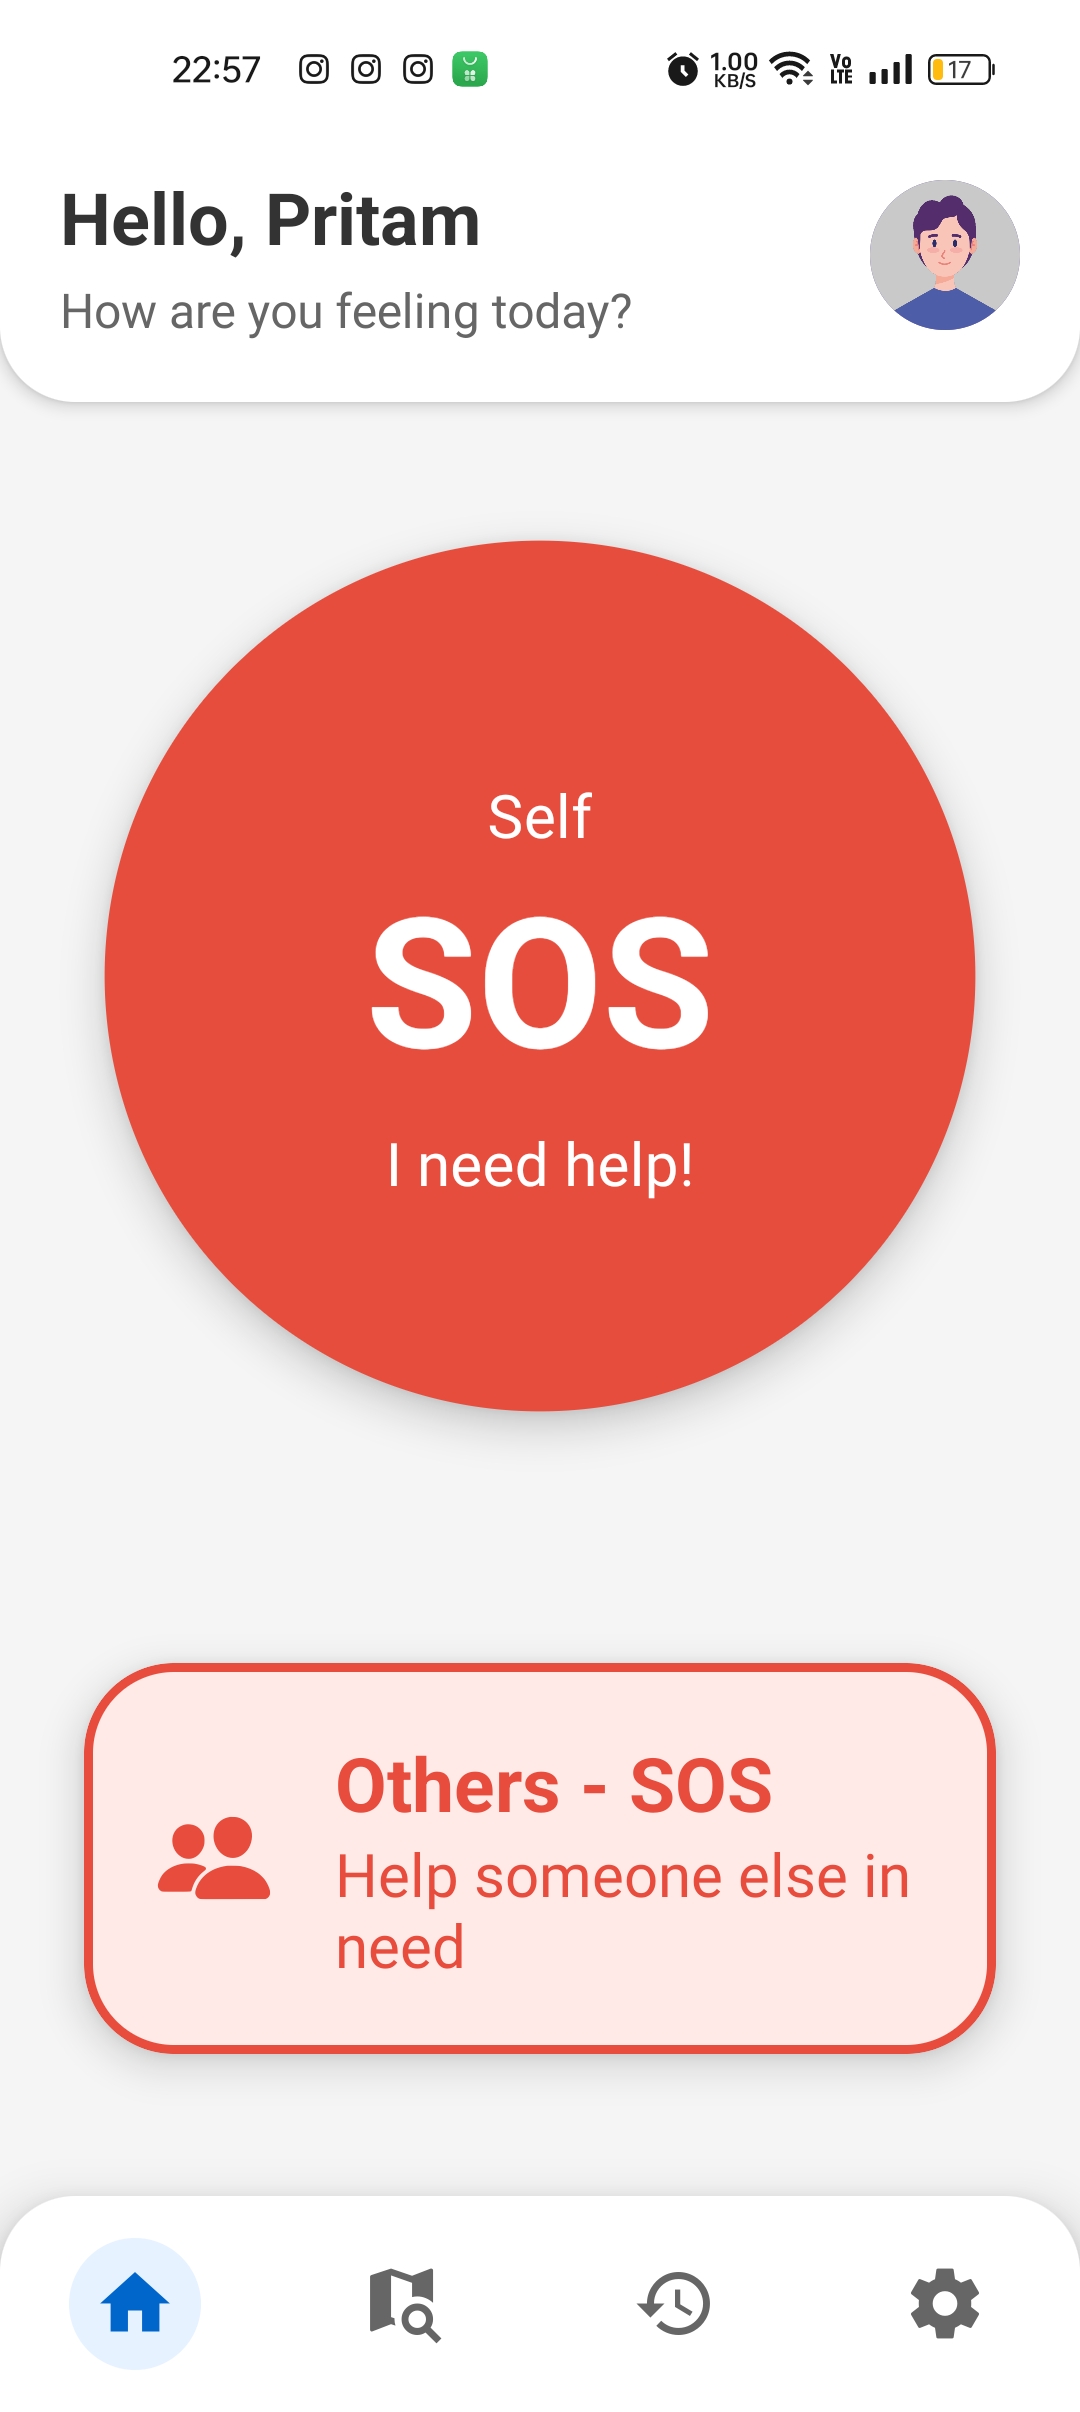 22:57 1.00 KB/S Vo LTE 17
Hello, Pritam
How are you feeling today?
Self
SOS
I need help!
Others - SOS
Help someone else in
need